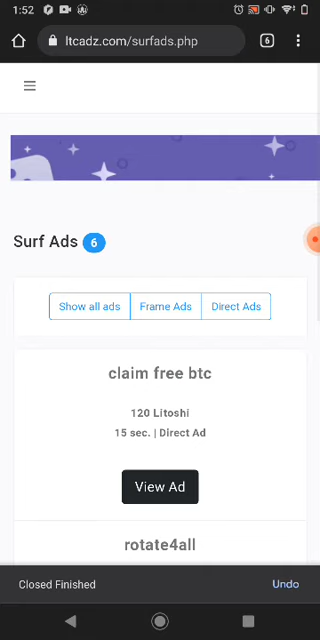 1:52
ltcadz.com/surfads.php
6
Surf Ads 6
Show all ads
Frame Ads
Direct Ads
claim free btc
120 Litoshi
15 sec. | Direct Ad
View Ad
rotate4all
Closed Finished
Undo